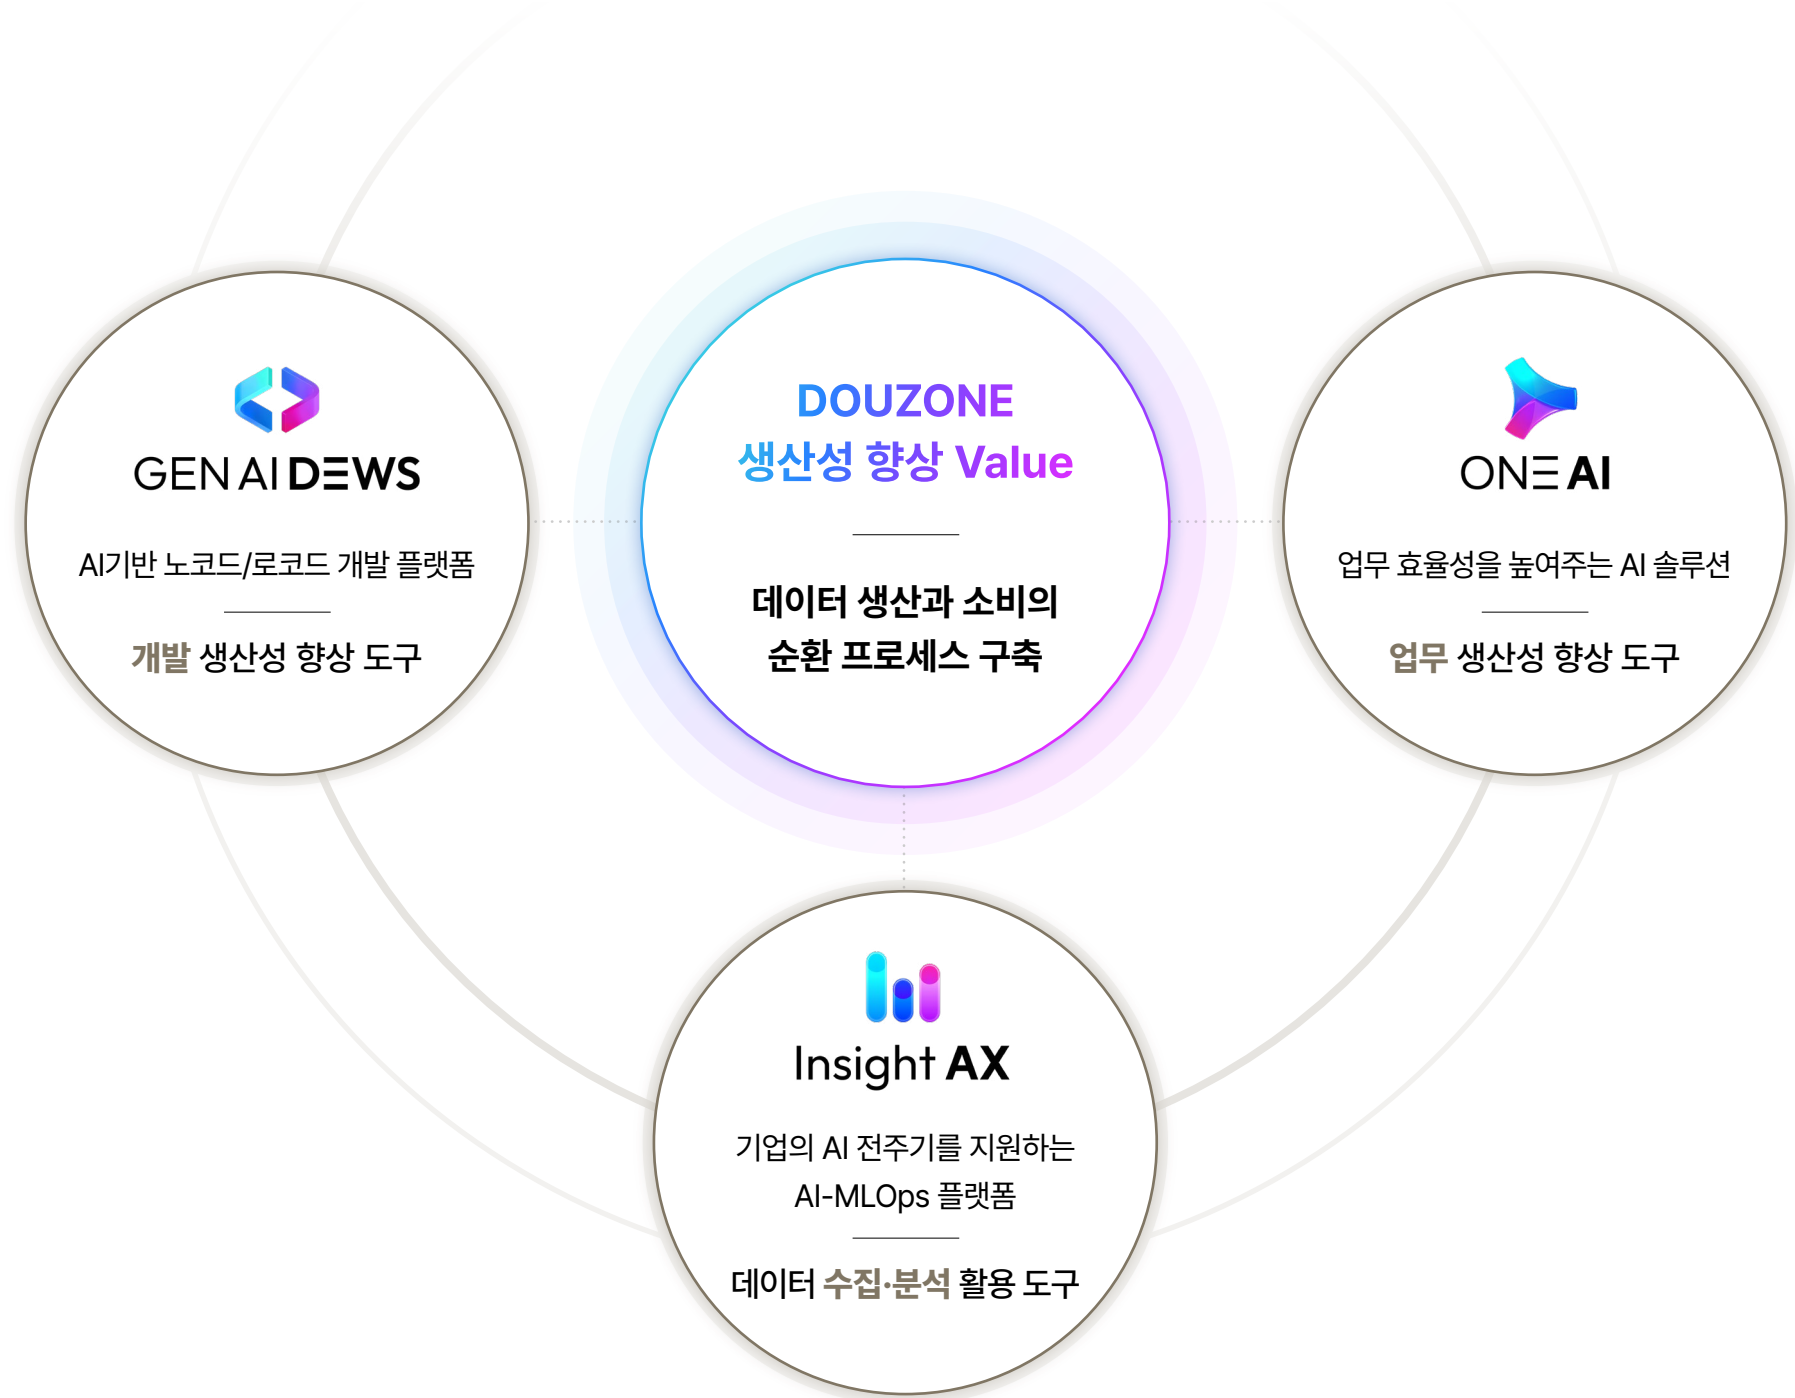 GEN AI DEWS
AI기반 노코드/로코드 개발 플랫폼
개발 생산성 향상 도구
DOUZONE
생산성 향상 Value
데이터 생산과 소비의
순환 프로세스 구축
ONE AI
업무 효율성을 높여주는 AI 솔루션
업무 생산성 향상 도구
Insight AX
기업의 AI 전주기를 지원하는
AI-MLOps 플랫폼
데이터 수집·분석 활용 도구